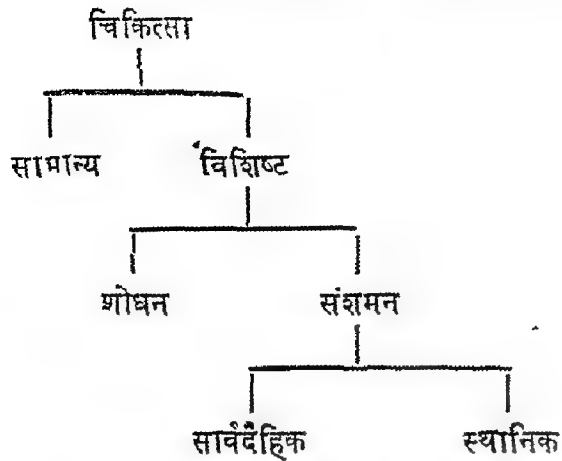 चिकित्सा
सामान्य विशिष्ट
शोधन संशमन
सार्वदैहिक स्थानिक